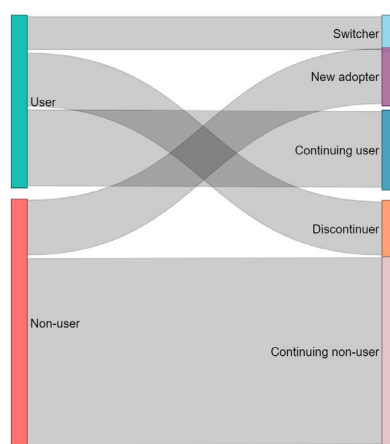 Switcher
User
New adopter
Continuing user
Discontinuer
Non-user
Continuing non-user